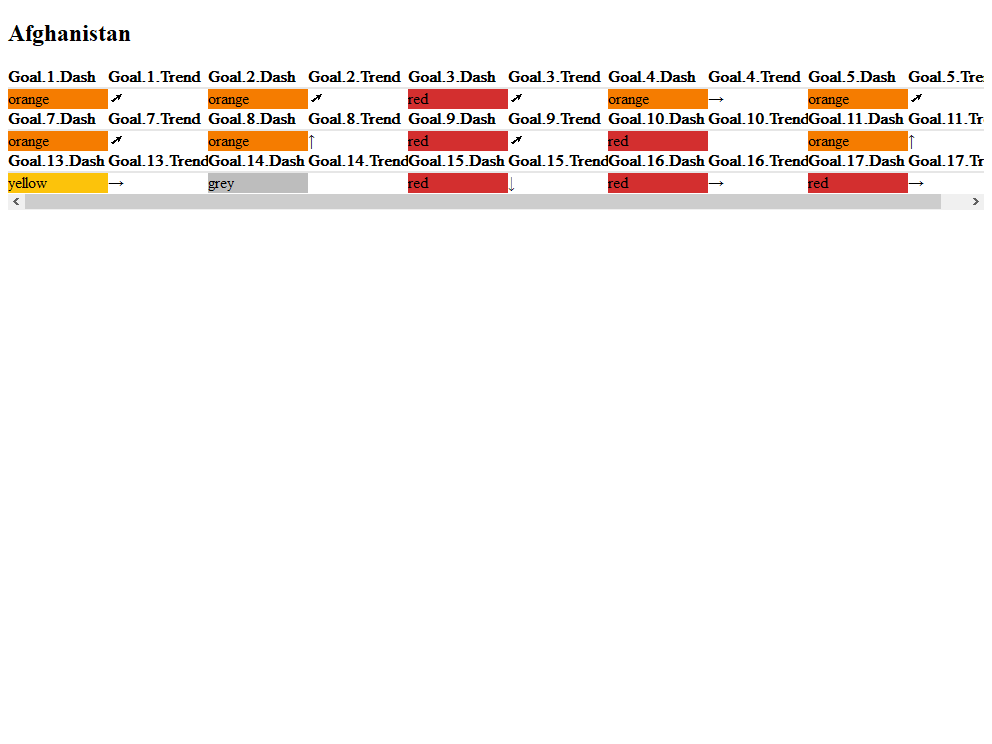 Afghanistan
Goal.1.Dash Goal.1.Trend Goal.2.Dash Goal.2.Trend Goal.3.Dash Goal.3.Trend Goal.4.Dash Goal.4.Trend Goal.5.Dash Goal.5.Tre
orange ↗ orange ↗ red ↗ orange → orange ↗
Goal.7.Dash Goal.7.Trend Goal.8.Dash Goal.8.Trend Goal.9.Dash Goal.9.Trend Goal.10.Dash Goal.10.Trend Goal.11.Dash Goal.11.Tr
orange ↗ orange ↑ red ↗ red orange ↑
Goal.13.Dash Goal.13.Trend Goal.14.Dash Goal.14.Trend Goal.15.Dash Goal.15.Trend Goal.16.Dash Goal.16.Trend Goal.17.Dash Goal.17.Tr
yellow → grey red ↓ red → red →